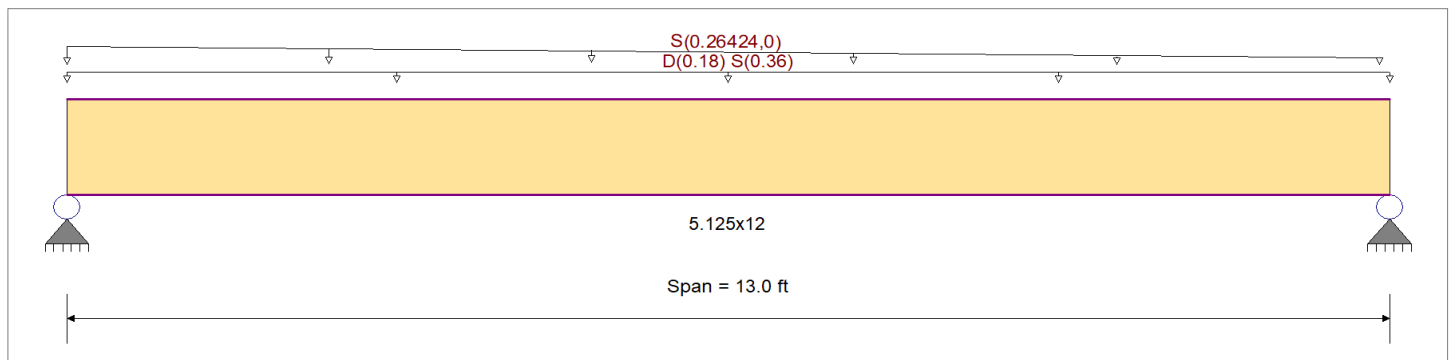 S(0.26424,0)
D(0.18) S(0.36)
5.125x12
Span = 13.0 ft